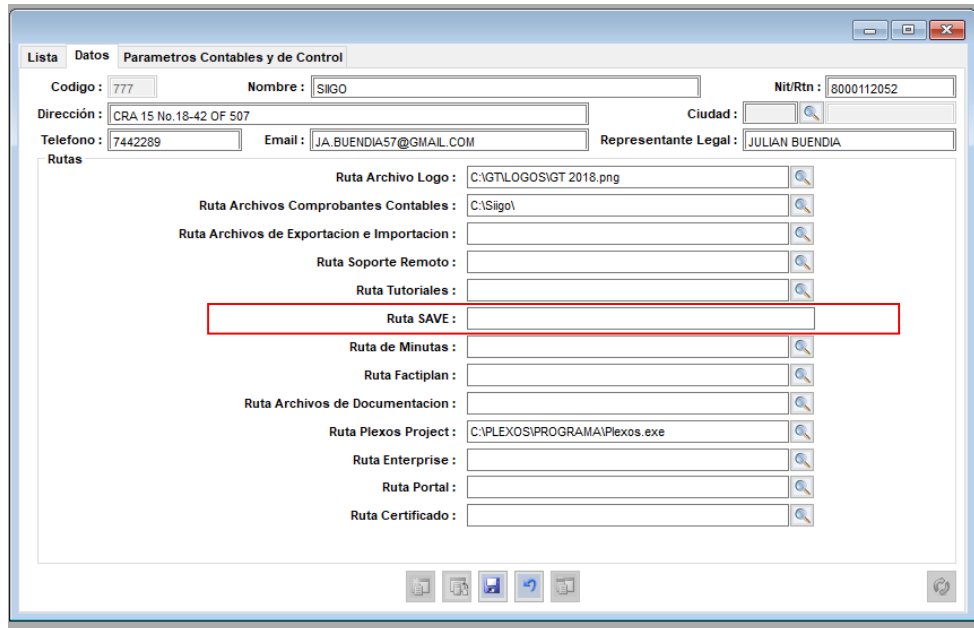 Lista Datos Parametros Contables y de Control
Codigo : 777 Nombre : SIIGO Nit/Rtn : 8000112052
Dirección : CRA 15 No.18-42 OF 507 Ciudad :
Telefono : 7442289 Email : JA.BUENDIA57@GMAIL.COM Representante Legal : JULIAN BUENDIA
Rutas
Ruta Archivo Logo : C:\GT\LOGOS\GT 2018.png
Ruta Archivos Comprobantes Contables : C:\Siigo\
Ruta Archivos de Exportacion e Importacion :
Ruta Soporte Remoto :
Ruta Tutoriales :
Ruta SAVE :
Ruta de Minutas :
Ruta Factiplan :
Ruta Archivos de Documentacion :
Ruta Plexos Project : C:\PLEXOS\PROGRAMA\Plexos.exe
Ruta Enterprise :
Ruta Portal :
Ruta Certificado :